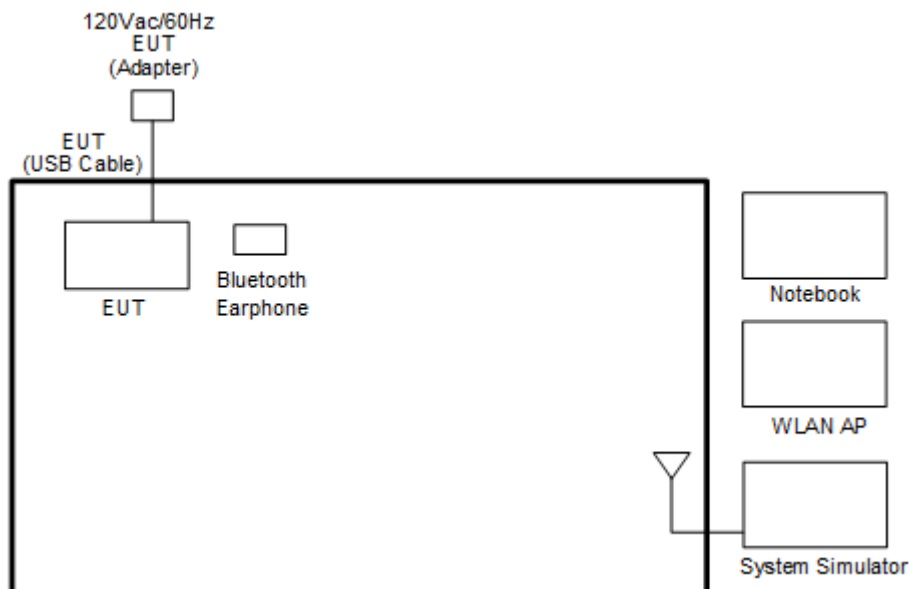 120Vac/60Hz
EUT
(Adapter)
EUT
(USB Cable)
EUT
Bluetooth
Earphone
Notebook
WLAN AP
System Simulator